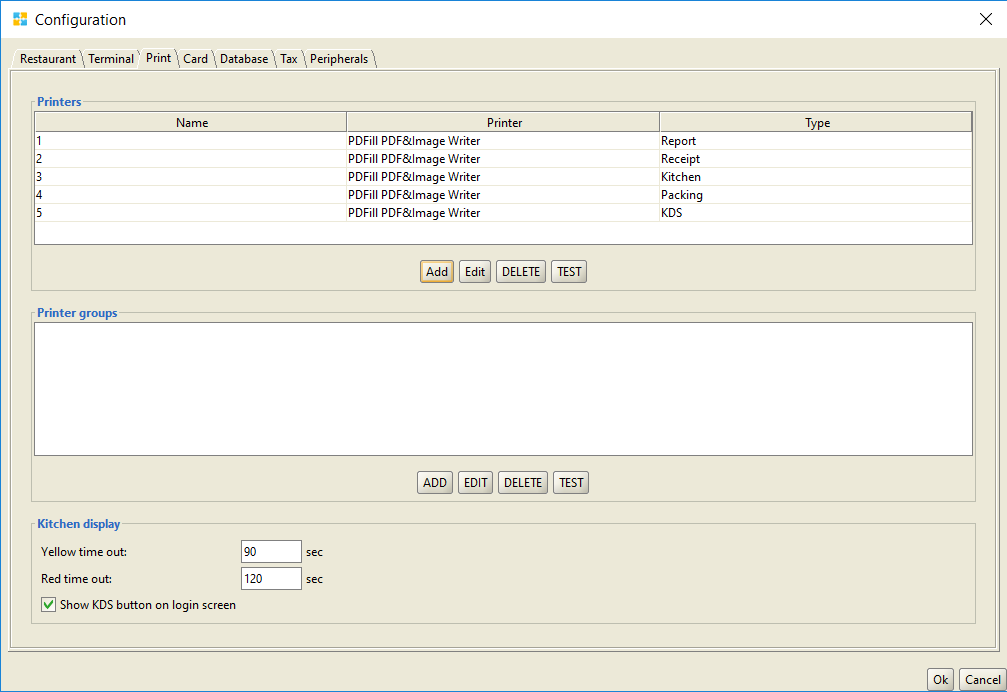 Configuration
Restaurant Terminal Print Card Database Tax Peripherals
Printers
Name Printer Type
1 PDFill PDF&Image Writer Report
2 PDFill PDF&Image Writer Receipt
3 PDFill PDF&Image Writer Kitchen
4 PDFill PDF&Image Writer Packing
5 PDFill PDF&Image Writer KDS
Add Edit DELETE TEST
Printer groups
ADD EDIT DELETE TEST
Kitchen display
Yellow time out: 90 sec
Red time out: 120 sec
Show KDS button on login screen
Ok Cancel